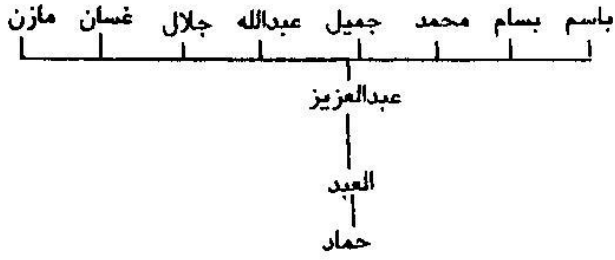 باسم بسام محمد جميل عبدالله جلال غسان مازن
عبدالعزيز
العبد
حماد